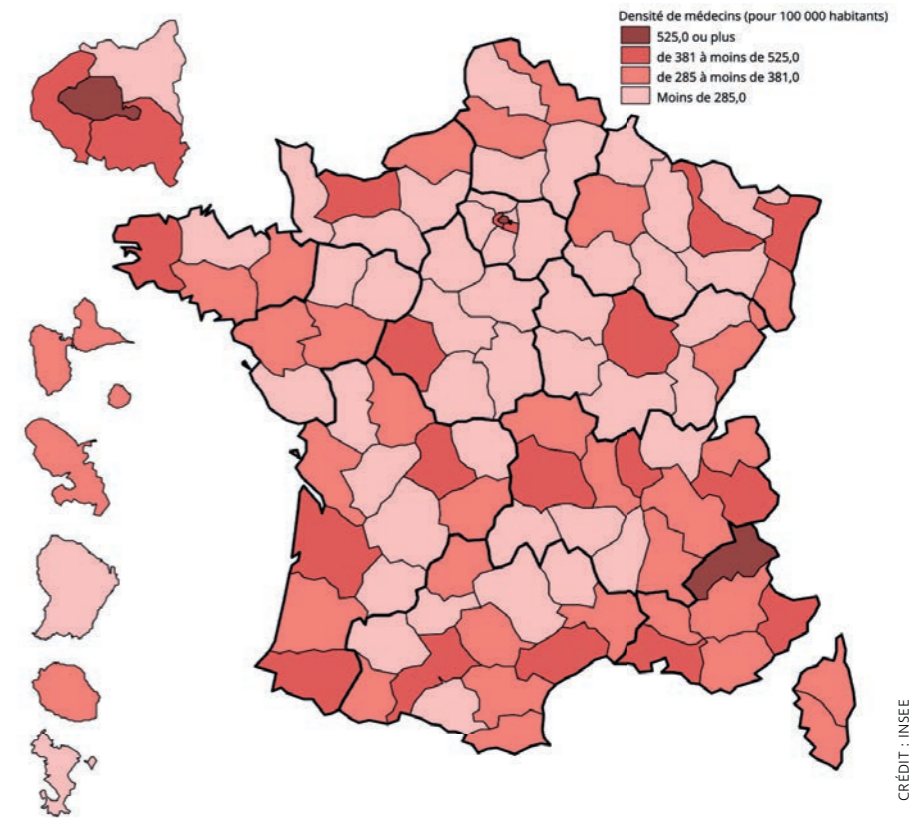 Densité de médecins (pour 100 000 habitants)
525,0 ou plus
de 381 à moins de 525,0
de 285 à moins de 381,0
Moins de 285,0
CRÉDIT : INSEE